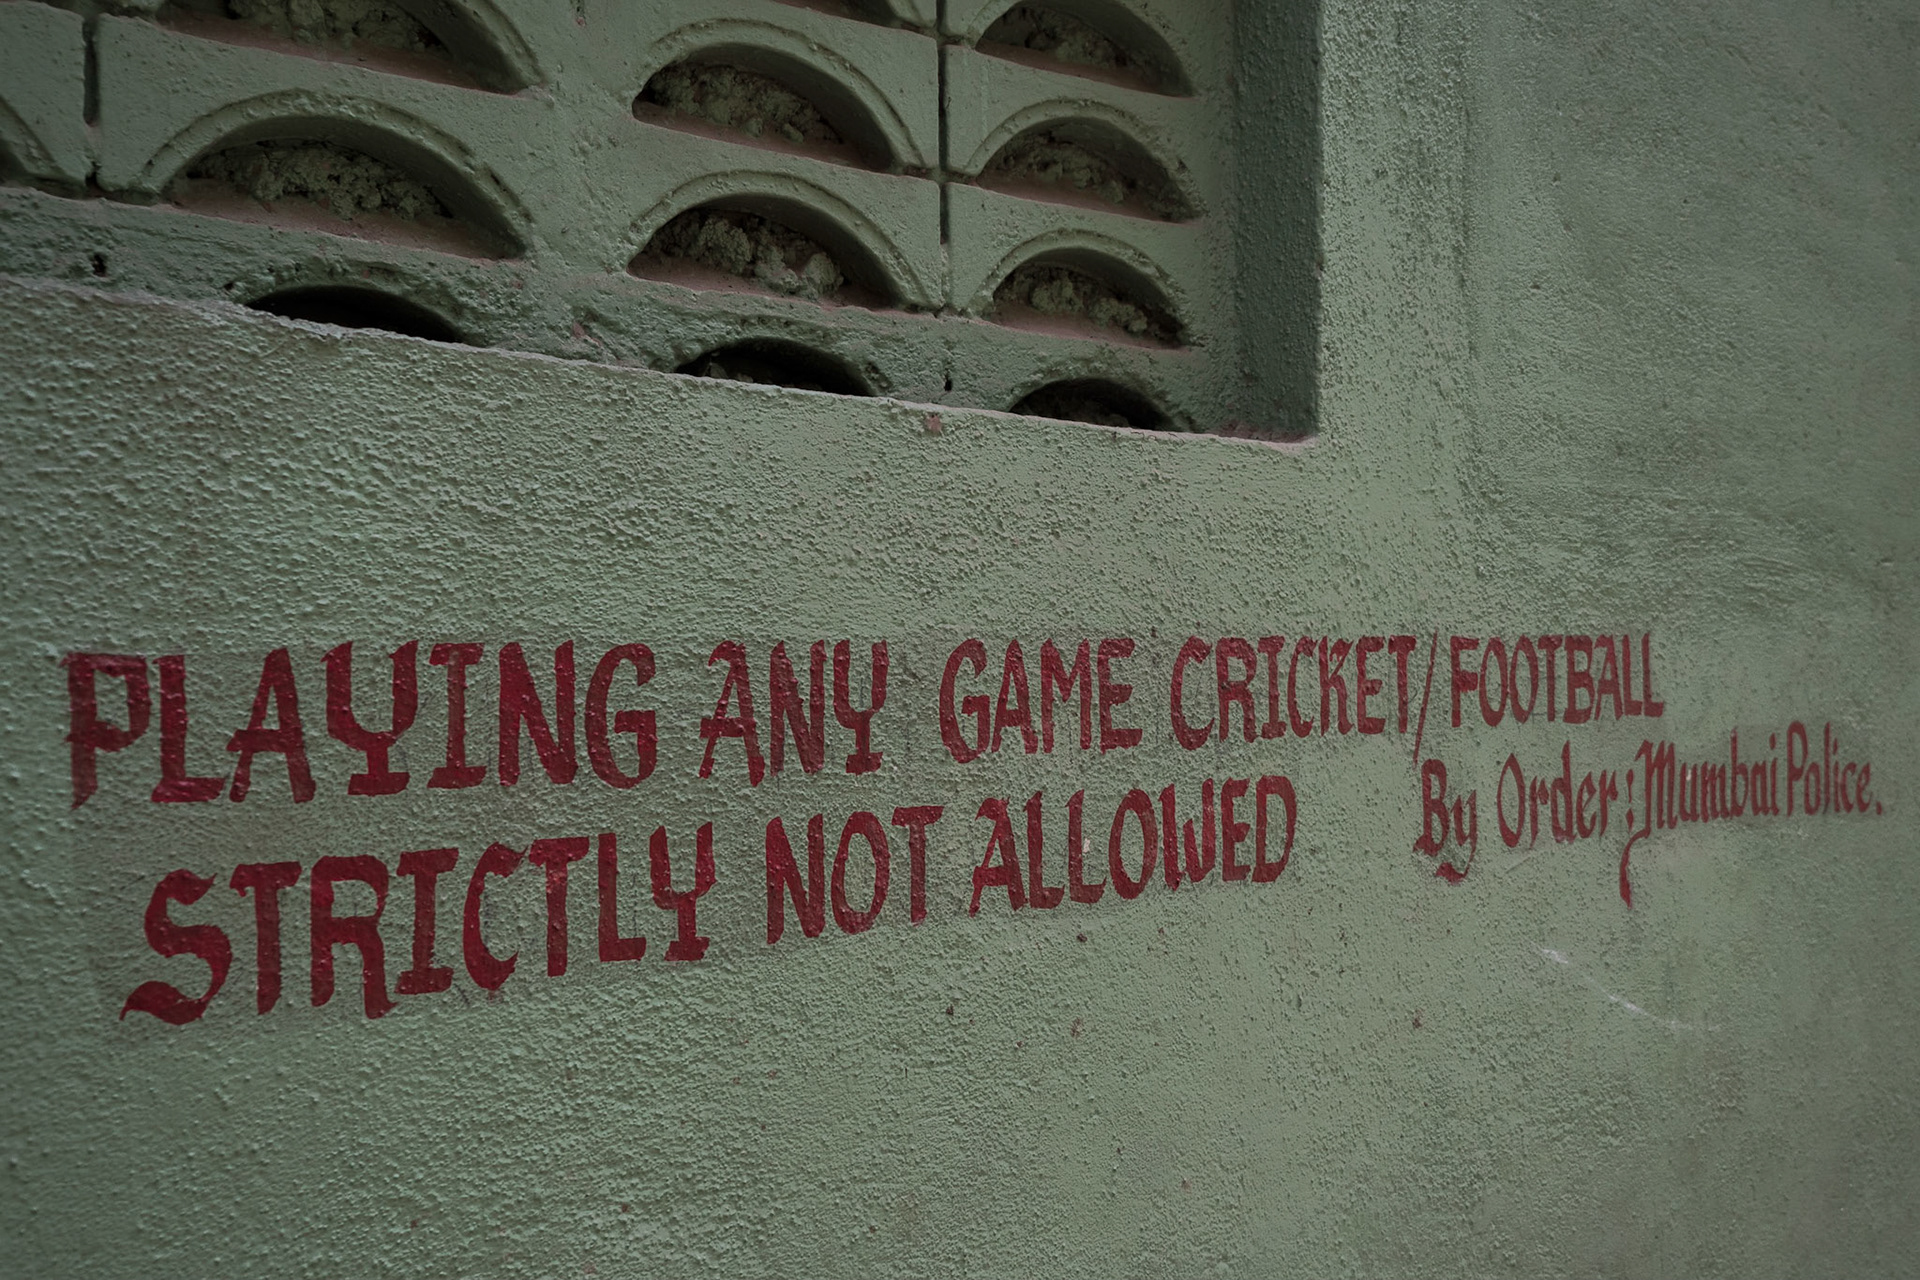 PLAYING ANY GAME CRICKET/FOOTBALL
STRICTLY NOT ALLOWED
By Order: Mumbai Police.